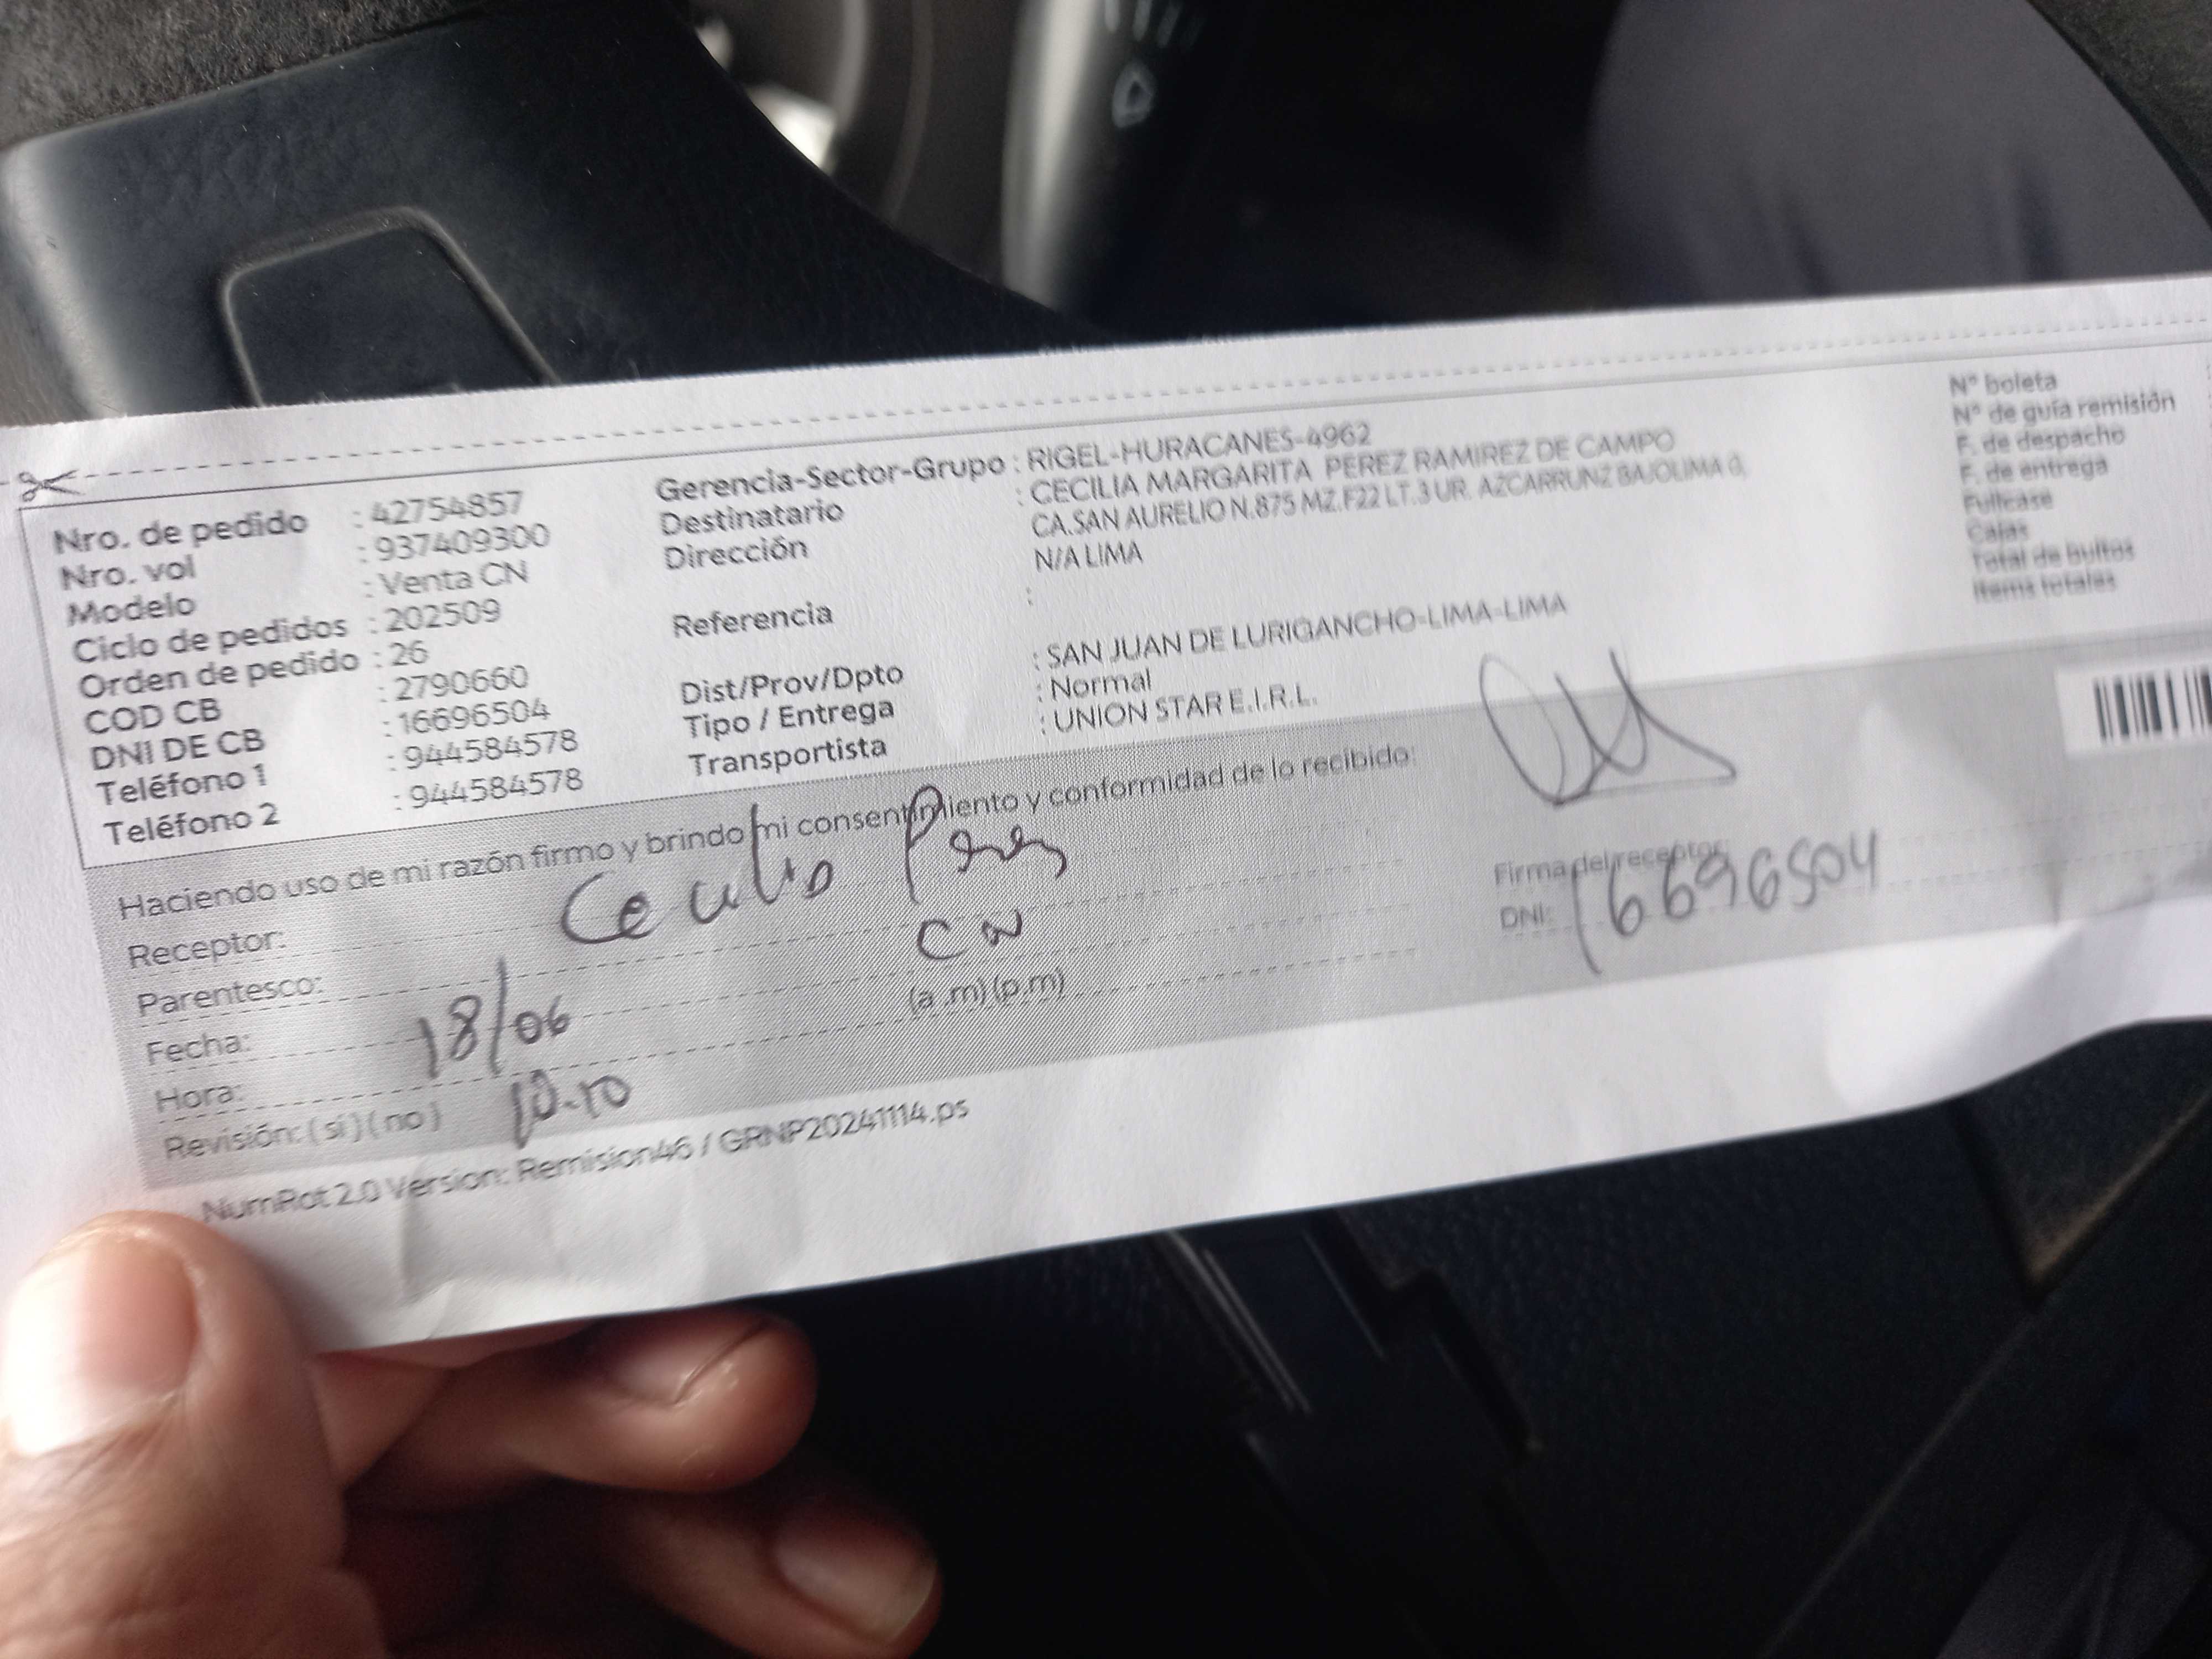 Nro. de pedido : 42754857
Nro. vol : 937409300
Modelo : Venta CN
Ciclo de pedidos : 202509
Orden de pedido : 26
COD CB : 2790660
DNI DE CB : 16696504
Teléfono 1 : 944584578
Teléfono 2 : 944584578
Gerencia-Sector-Grupo : RIGEL-HURACANES-4962
Destinatario : CECILIA MARGARITA PEREZ RAMIREZ DE CAMPO
Dirección CA.SAN AURELIO N.875 MZ.F22 LT.3 UR. AZCARRUNZ BAJOLIMA 0,
N/A LIMA
Referencia :
Dist/Prov/Dpto : SAN JUAN DE LURIGANCHO-LIMA-LIMA
Tipo / Entrega : Normal
Transportista : UNION STAR E.I.R.L.
N° boleta
N° de guía remisión
F. de despacho
F. de entrega
Fullcase
Cajas
Total de bultos
Items totales
Haciendo uso de mi razón firmo y brindo mi consentimiento y conformidad de lo recibido:
Receptor: Cecilia Perez
Parentesco: CN
Fecha: 18/06
Hora: 10.10 (a .m) (p.m)
Revisión: ( si ) ( no )
Firma del receptor:
DNI: 16696504
NumRot 2.0 Version: Remision46 / GRNP20241114.ps